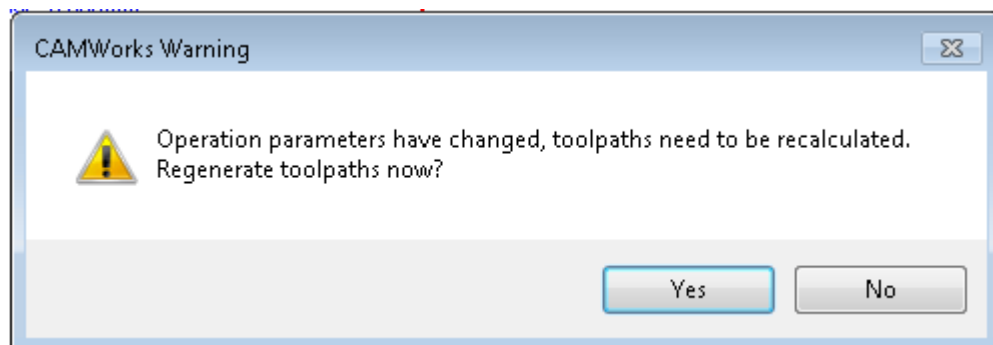 CAMWorks Warning
Operation parameters have changed, toolpaths need to be recalculated.
Regenerate toolpaths now?
Yes
No